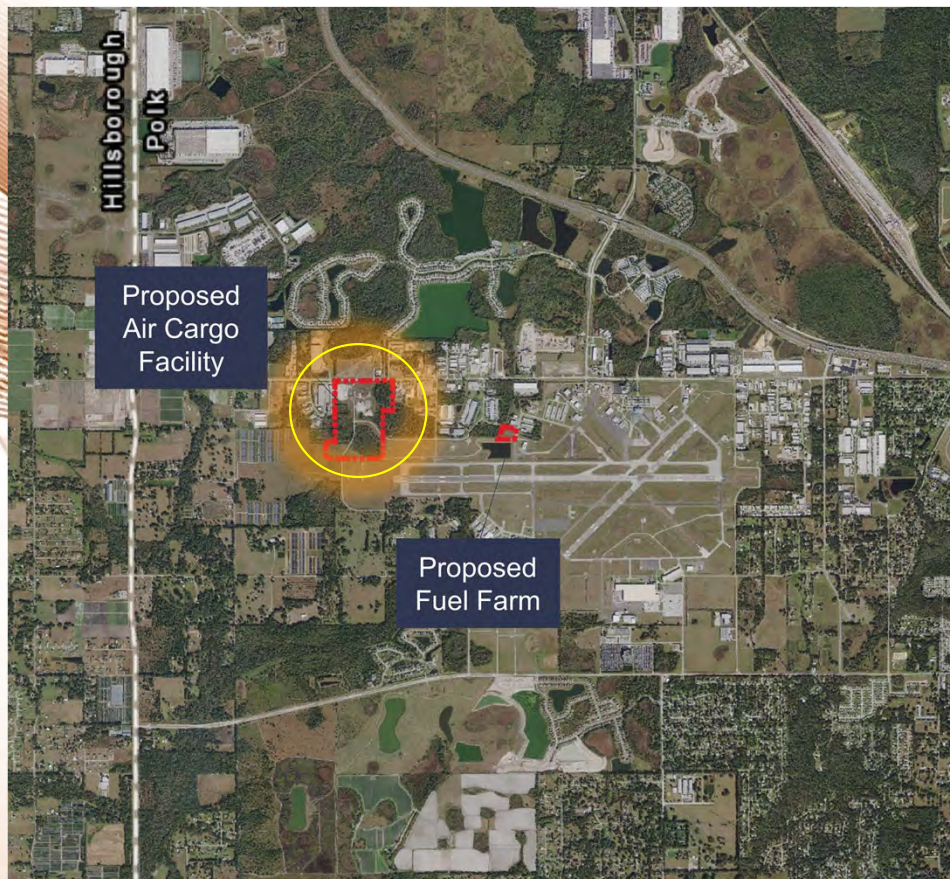 Hillsborough
Polk
Proposed
Air Cargo
Facility
Proposed
Fuel Farm